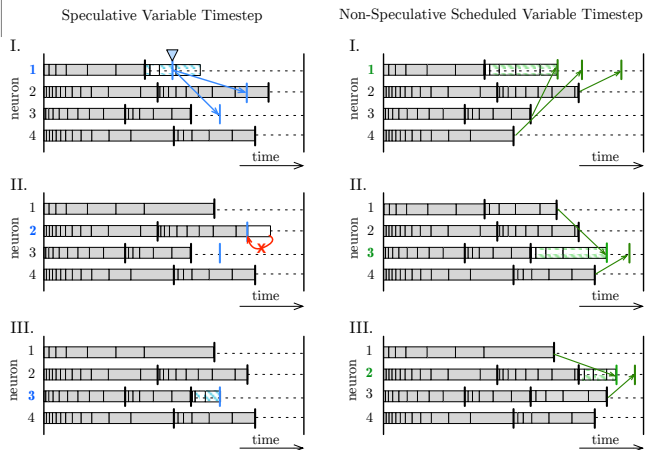 Speculative Variable Timestep
Non-Speculative Scheduled Variable Timestep
I.
neuron
1
2
3
4
time
I.
neuron
1
2
3
4
time
II.
neuron
1
2
3
4
x
time
II.
neuron
1
2
3
4
time
III.
neuron
1
2
3
4
time
III.
neuron
1
2
3
4
time